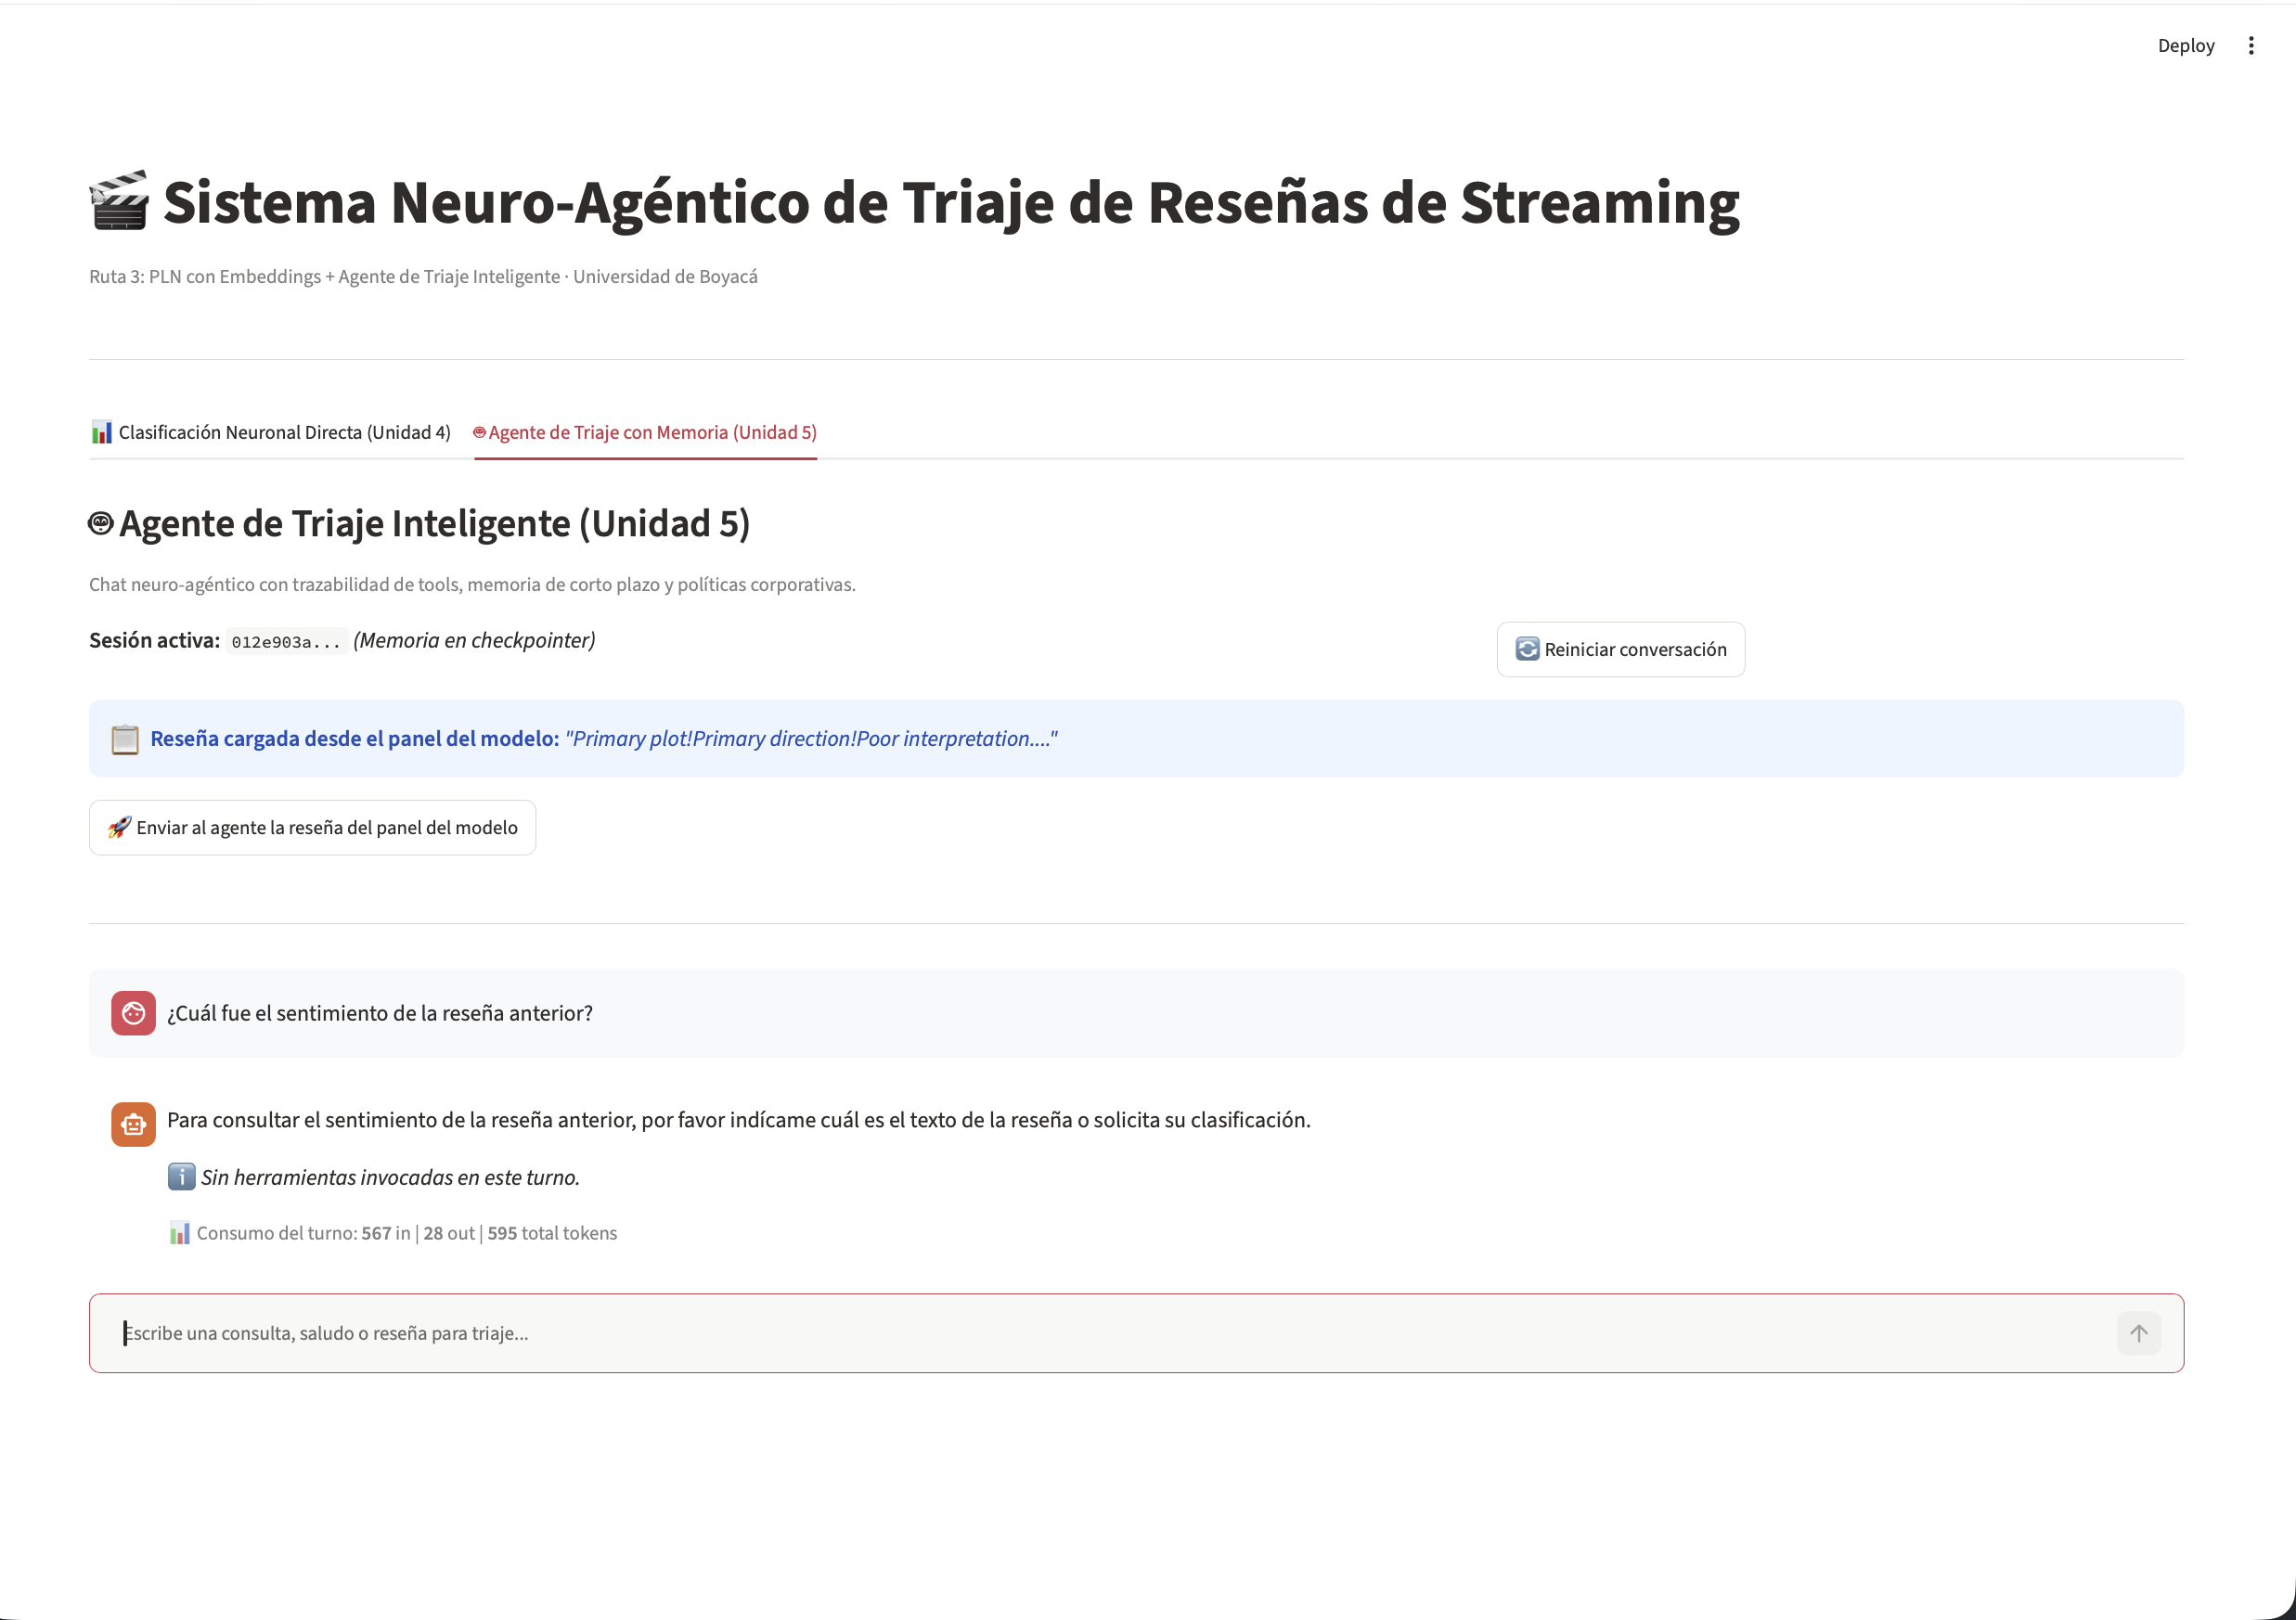 Deploy
Sistema Neuro-Agéntico de Triaje de Reseñas de Streaming
Ruta 3: PLN con Embeddings + Agente de Triaje Inteligente · Universidad de Boyacá
Clasificación Neuronal Directa (Unidad 4) Agente de Triaje con Memoria (Unidad 5)
Agente de Triaje Inteligente (Unidad 5)
Chat neuro-agéntico con trazabilidad de tools, memoria de corto plazo y políticas corporativas.
Sesión activa: 012e903a... (Memoria en checkpointer)
Reiniciar conversación
Reseña cargada desde el panel del modelo: "Primary plot!Primary direction!Poor interpretation...."
Enviar al agente la reseña del panel del modelo
¿Cuál fue el sentimiento de la reseña anterior?
Para consultar el sentimiento de la reseña anterior, por favor indícame cuál es el texto de la reseña o solicita su clasificación.
Sin herramientas invocadas en este turno.
Consumo del turno: 567 in | 28 out | 595 total tokens
Escribe una consulta, saludo o reseña para triaje...